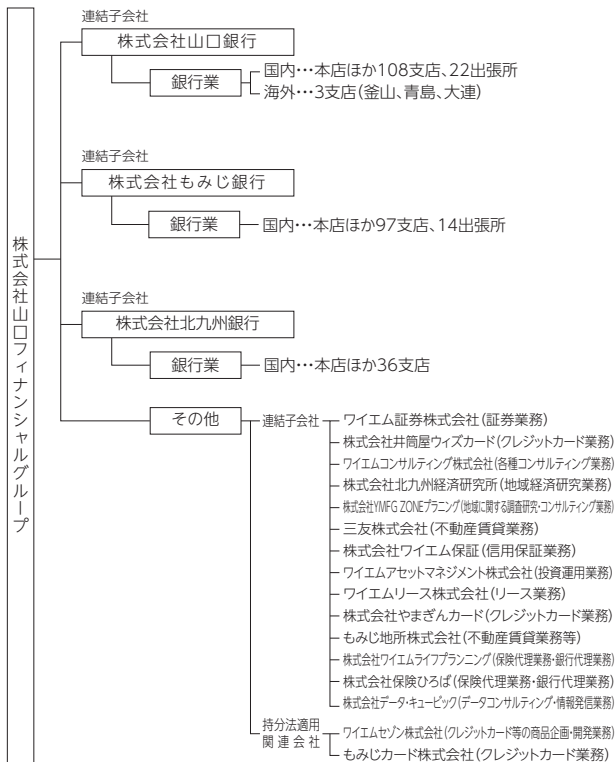 株式会社山口フィナンシャルグループ
連結子会社
株式会社山口銀行
銀行業
国内…本店ほか108支店、22出張所
海外…3支店(釜山、青島、大連)
連結子会社
株式会社もみじ銀行
銀行業
国内…本店ほか97支店、14出張所
連結子会社
株式会社北九州銀行
銀行業
国内…本店ほか36支店
その他
連結子会社
ワイエム証券株式会社(証券業務)
株式会社井筒屋ウィズカード(クレジットカード業務)
ワイエムコンサルティング株式会社(各種コンサルティング業務)
株式会社北九州経済研究所(地域経済研究業務)
株式会社YMFG ZONEプラニング(地域に関する調査研究・コンサルティング業務)
三友株式会社(不動産賃貸業務)
株式会社ワイエム保証(信用保証業務)
ワイエムアセットマネジメント株式会社(投資運用業務)
ワイエムリース株式会社(リース業務)
株式会社やまぎんカード(クレジットカード業務)
もみじ地所株式会社(不動産賃貸業務等)
株式会社ワイエムライフプランニング(保険代理業務・銀行代理業務)
株式会社保険ひろば(保険代理業務・銀行代理業務)
株式会社データ・キュービック(データコンサルティング・情報発信業務)
持分法適用
関連会社
ワイエムセゾン株式会社(クレジットカード等の商品企画・開発業務)
もみじカード株式会社(クレジットカード業務)